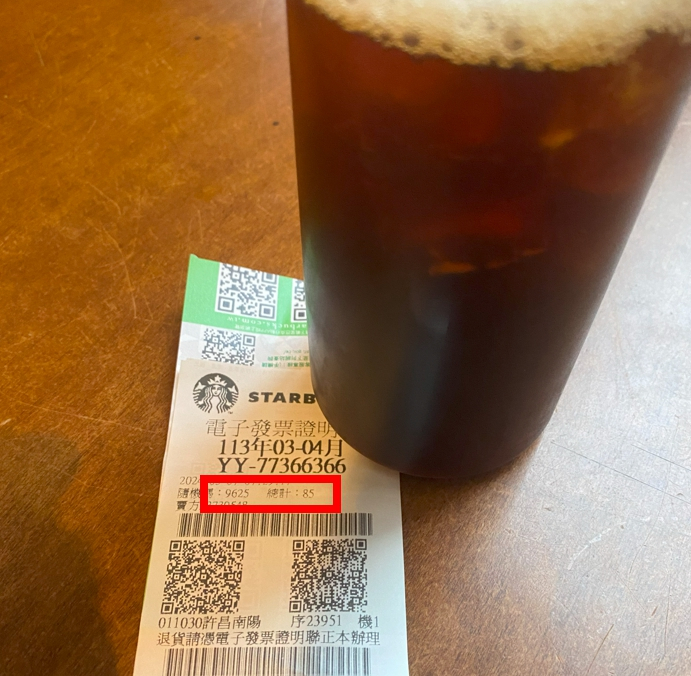 STARB
電子發票證明
113年03-04月
YY-77366366
隨機碼:9625 總計:85
賣方
011030許昌南陽 序23951 機1
退貨請憑電子發票證明聯正本辦理